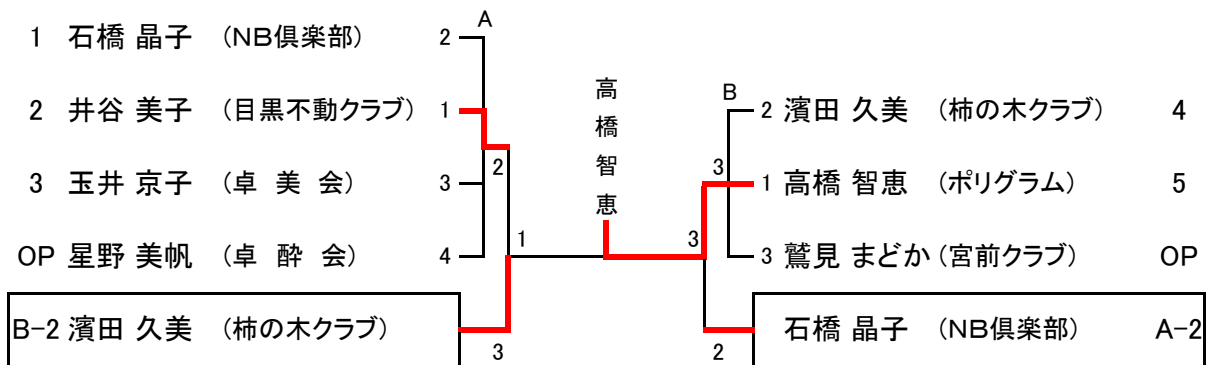 A
1 石橋 晶子 （NB倶楽部） 2
2 井谷 美子 （目黒不動クラブ） 1
2
3 玉井 京子 （卓 美 会） 3
OP 星野 美帆 （卓 酔 会） 4
1
B-2 濱田 久美 （柿の木クラブ）
3
高橋智恵
B
2 濱田 久美 （柿の木クラブ） 4
3
1 高橋 智恵 （ポリグラム） 5
3
3 鷲見 まどか （宮前クラブ） OP
石橋 晶子 （NB倶楽部） A-2
2